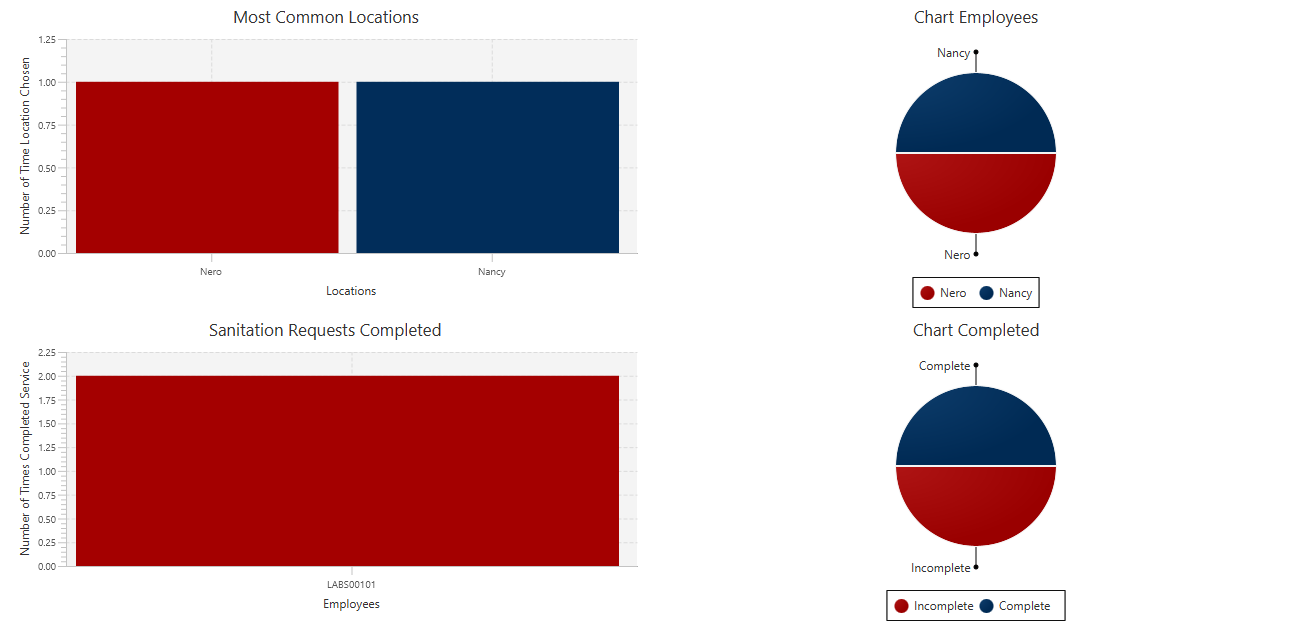 Most Common Locations
Number of Time Location Chosen
1.25
1.00
0.75
0.50
0.25
0.00
Nero
Nancy
Locations
Chart Employees
Nancy
Nero
Nero
Nancy
Sanitation Requests Completed
Number of Times Completed Service
2.25
2.00
1.75
1.50
1.25
1.00
0.75
0.50
0.25
0.00
LABS00101
Employees
Chart Completed
Complete
Incomplete
Incomplete
Complete